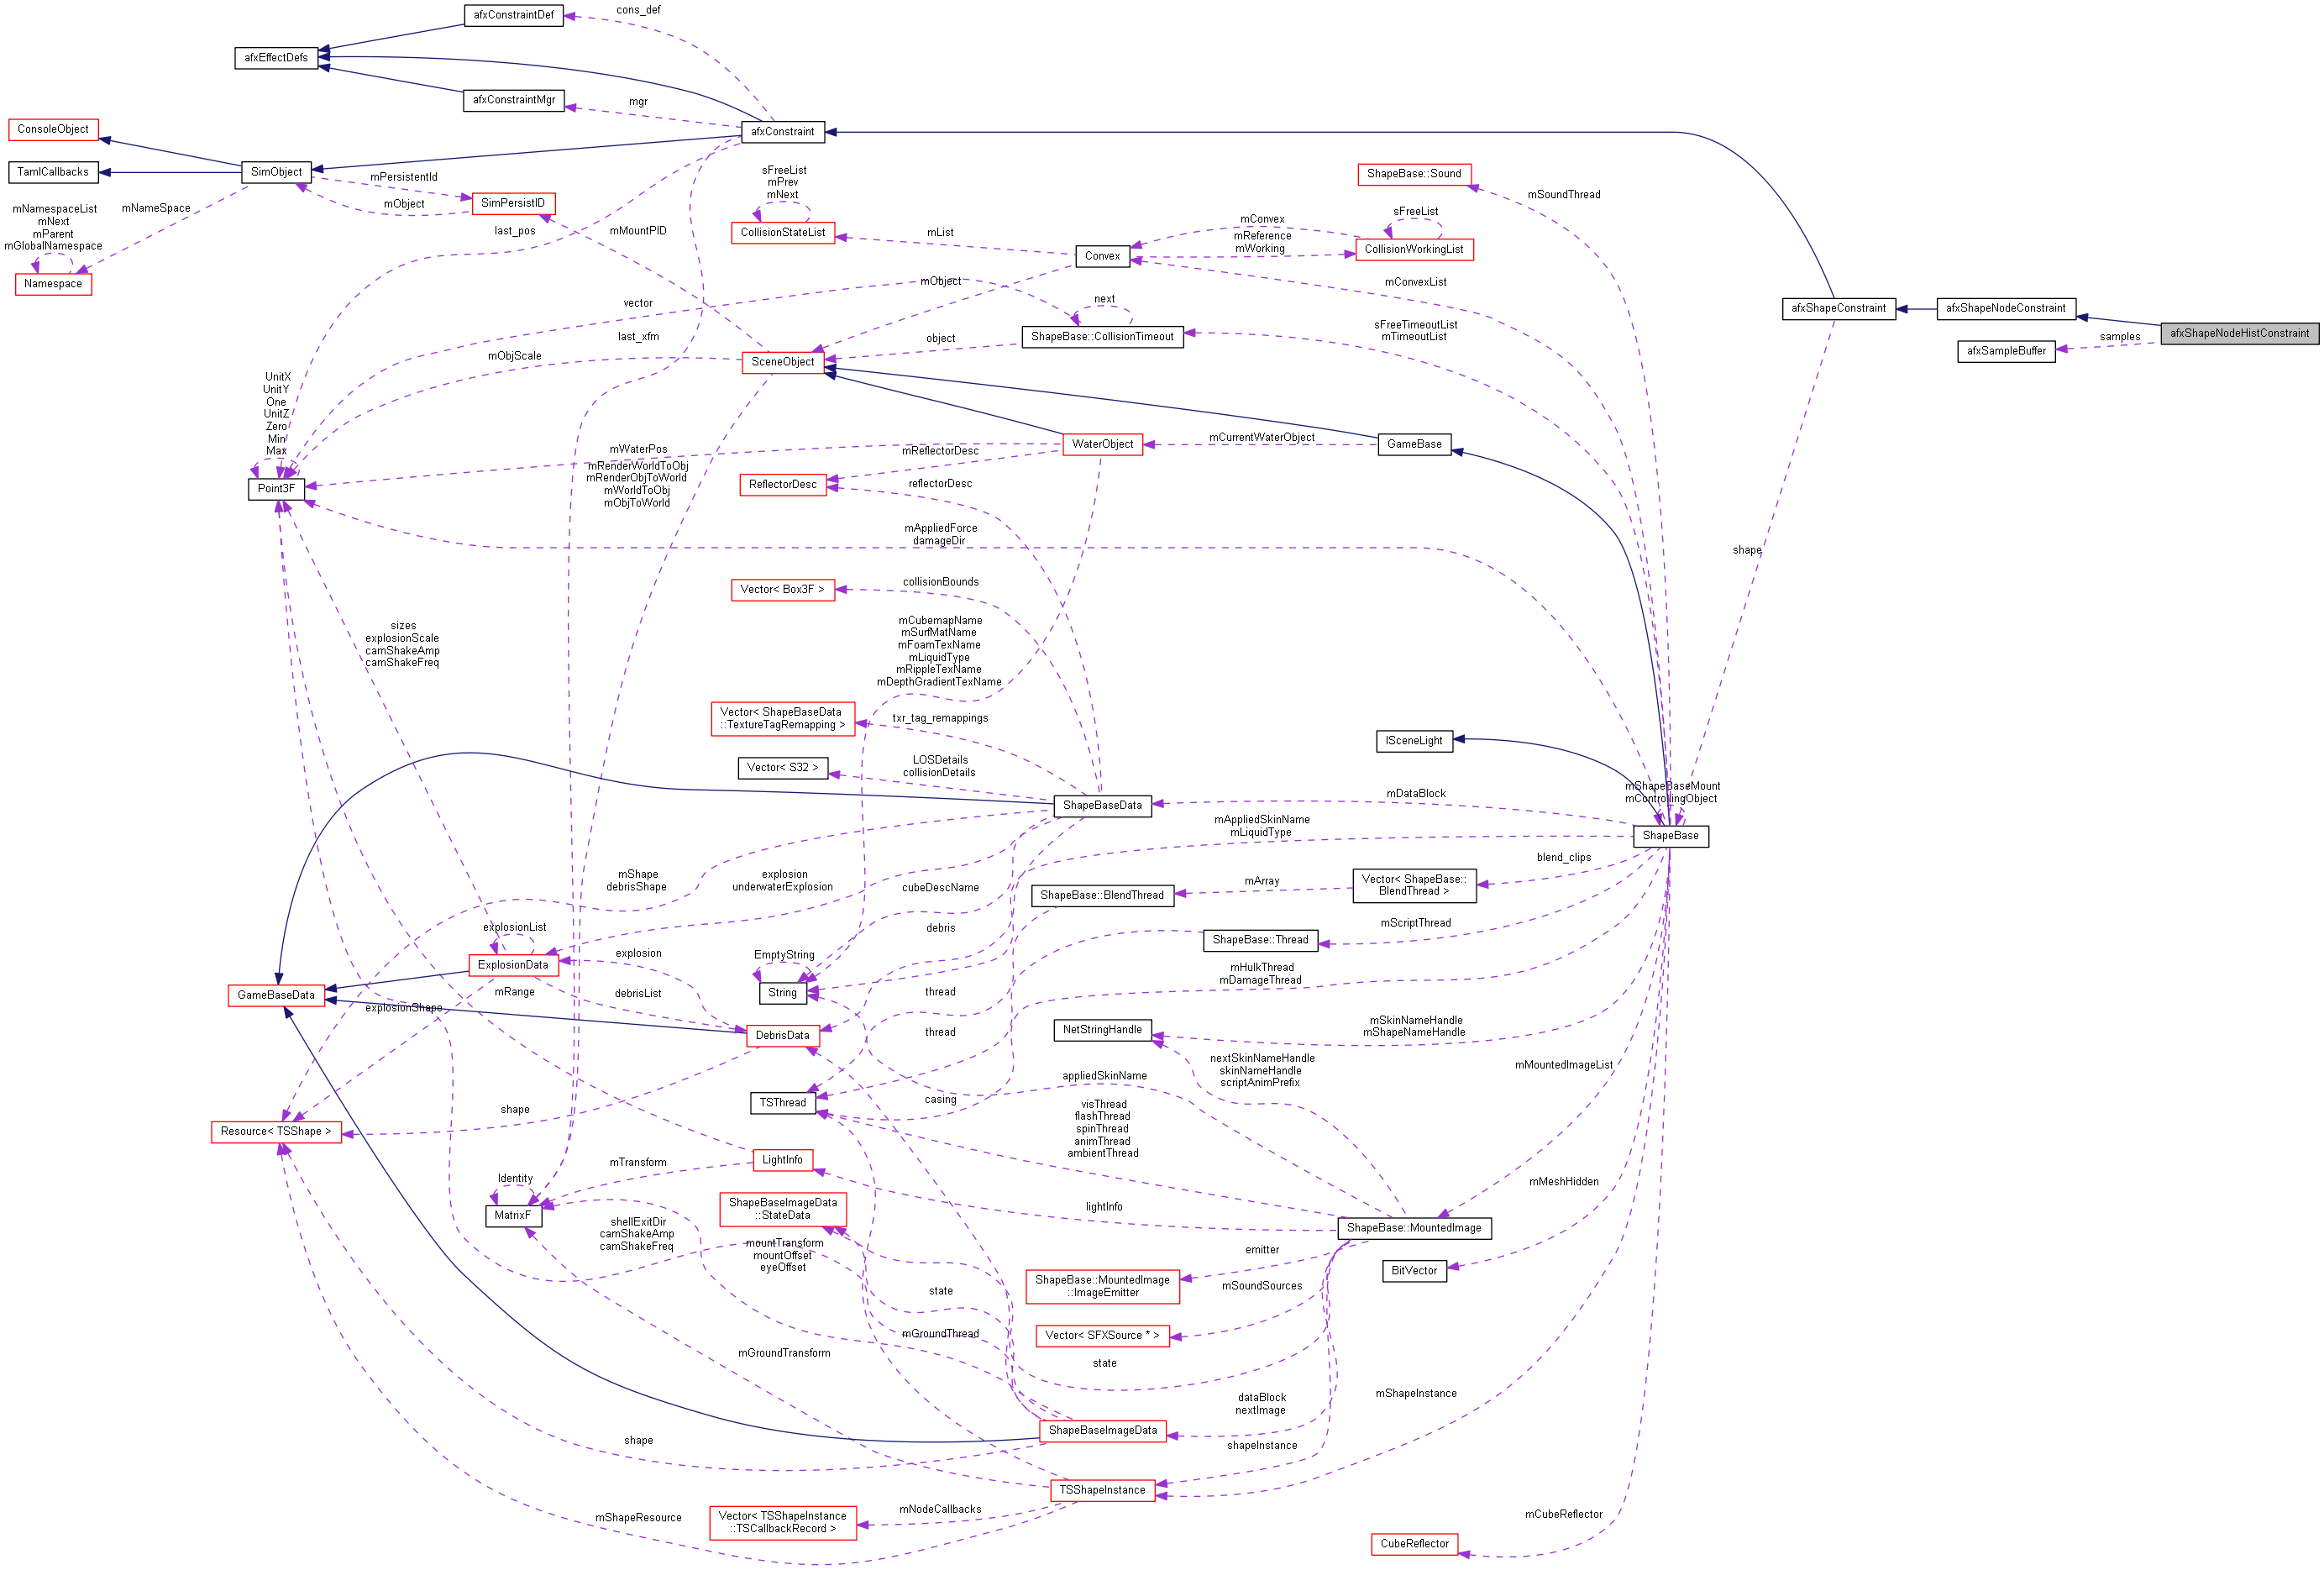 cons_def
afxConstraintDef
afxEffectDefs
afxConstraintMgr
mgr
ConsoleObject
afxConstraint
TamlCallbacks
SimObject
mPersistentId
mObject
SimPersistID
mNameSpace
mNamespaceList
mNext
mParent
mGlobalNamespace
Namespace
last_pos
mMountPID
sFreeList
mPrev
mNext
CollisionStateList
mList
Convex
mConvex
mReference
mWorking
sFreeList
CollisionWorkingList
ShapeBase::Sound
mSoundThread
mConvexList
mObject
vector
last_xfm
next
ShapeBase::CollisionTimeout
sFreeTimeoutList
mTimeoutList
afxShapeConstraint
afxShapeNodeConstraint
afxShapeNodeHistConstraint
samples
afxSampleBuffer
mObjScale
object
SceneObject
UnitX
UnitY
One
UnitZ
Zero
Min
Max
Point3F
mWaterPos
WaterObject
mCurrentWaterObject
GameBase
mRenderWorldToObj
mRenderObjToWorld
mWorldToObj
mObjToWorld
mReflectorDesc
ReflectorDesc
reflectorDesc
mAppliedForce
damageDir
shape
Vector< Box3F >
collisionBounds
sizes
explosionScale
camShakeAmp
camShakeFreq
mCubemapName
mSurfMatName
mFoamTexName
mLiquidType
mRippleTexName
mDepthGradientTexName
Vector< ShapeBaseData
::TextureTagRemapping >
txr_tag_remappings
Vector< S32 >
LOSDetails
collisionDetails
ISceneLight
ShapeBaseData
mDataBlock
mShapeBaseMount
mControllingObject
ShapeBase
mAppliedSkinName
mLiquidType
mShape
debrisShape
explosion
underwaterExplosion
cubeDescName
ShapeBase::BlendThread
mArray
Vector< ShapeBase::
BlendThread >
blend_clips
mScriptThread
ShapeBase::Thread
explosionList
ExplosionData
explosion
EmptyString
String
debris
GameBaseData
mRange
debrisList
explosionShape
DebrisData
thread
mHulkThread
mDamageThread
thread
NetStringHandle
mSkinNameHandle
mShapeNameHandle
nextSkinNameHandle
skinNameHandle
scriptAnimPrefix
mMountedImageList
appliedSkinName
TSThread
casing
visThread
flashThread
spinThread
animThread
ambientThread
shape
Resource< TSShape >
LightInfo
mTransform
Identity
MatrixF
ShapeBaseImageData
::StateData
lightInfo
mMeshHidden
ShapeBase::MountedImage
shellExitDir
camShakeAmp
camShakeFreq
mountTransform
mountOffset
eyeOffset
emitter
BitVector
ShapeBase::MountedImage
::ImageEmitter
mSoundSources
state
Vector< SFXSource * >
mGroundThread
mGroundTransform
state
dataBlock
nextImage
mShapeInstance
ShapeBaseImageData
shape
shapeInstance
TSShapeInstance
mShapeResource
Vector< TSShapeInstance
::TSCallbackRecord >
mNodeCallbacks
mCubeReflector
CubeReflector